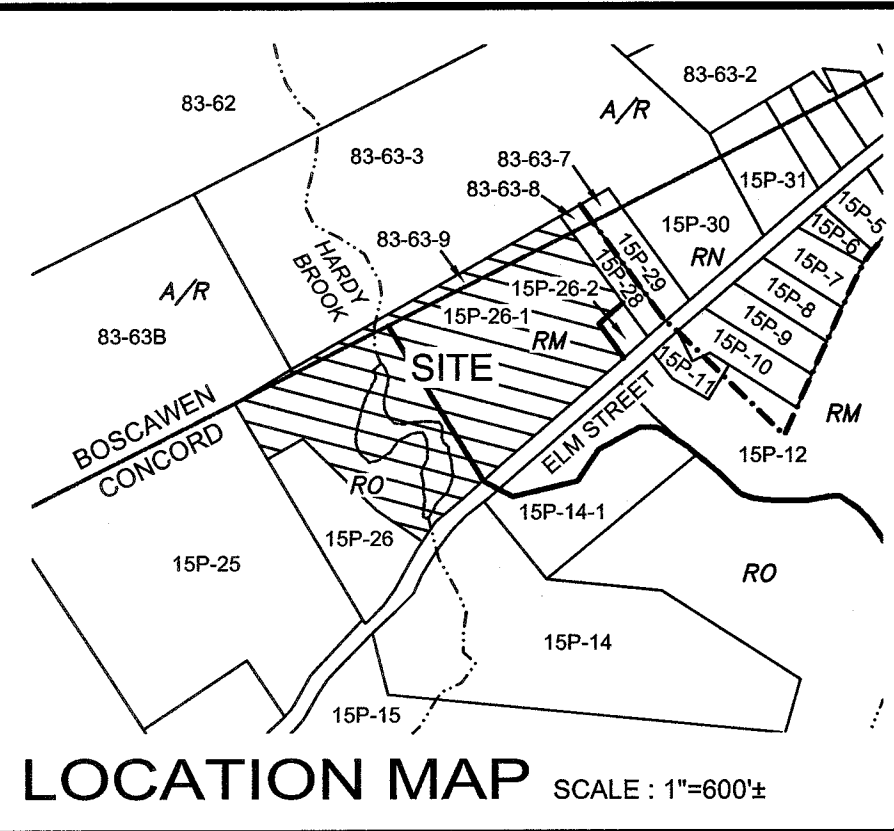 83-62
83-63-2
A/R
83-63-3
83-63-7
83-63-8
15P-31
15P-30
15P-5
15P-6
15P-7
15P-8
15P-9
15P-10
15P-11
RN
HARDY
BROOK
83-63-9
15P-29
15P-28
15P-26-2
15P-26-1
RM
A/R
83-63B
SITE
BOSCAWEN
CONCORD
ELM STREET
RM
15P-12
RO
15P-14-1
15P-26
15P-25
RO
15P-14
15P-15
LOCATION MAP SCALE : 1"=600'±